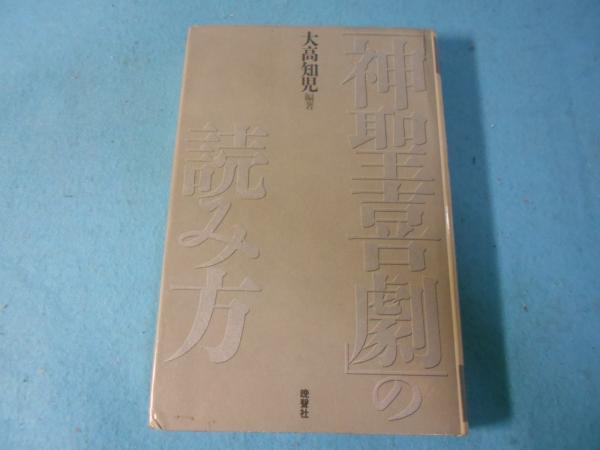 『神聖喜劇』の
読み方
大高知児 編著
晩聲社